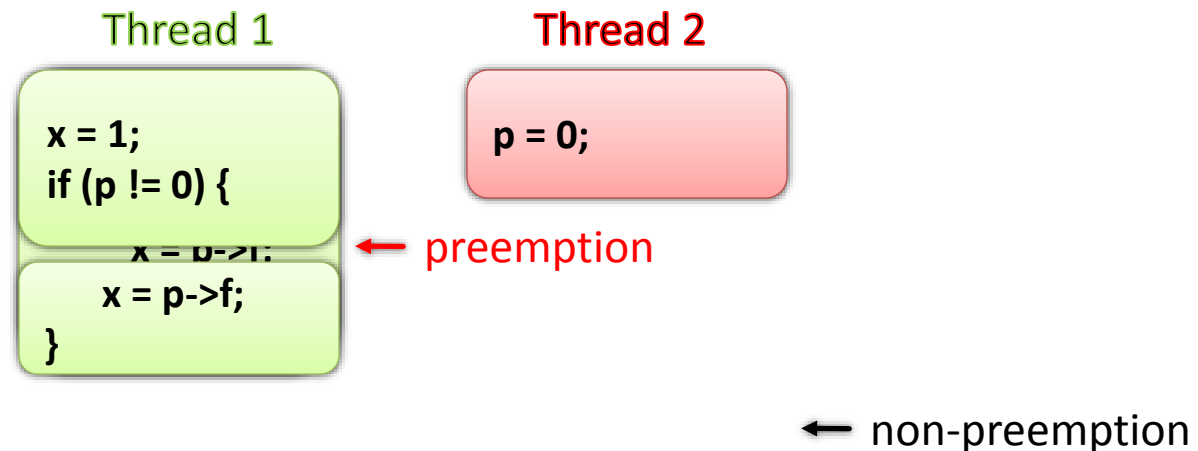 Thread 1
Thread 2
x = 1;
if (p != 0) {
p = 0;
preemption
x = p->f;
x = p->f;
}
non-preemption